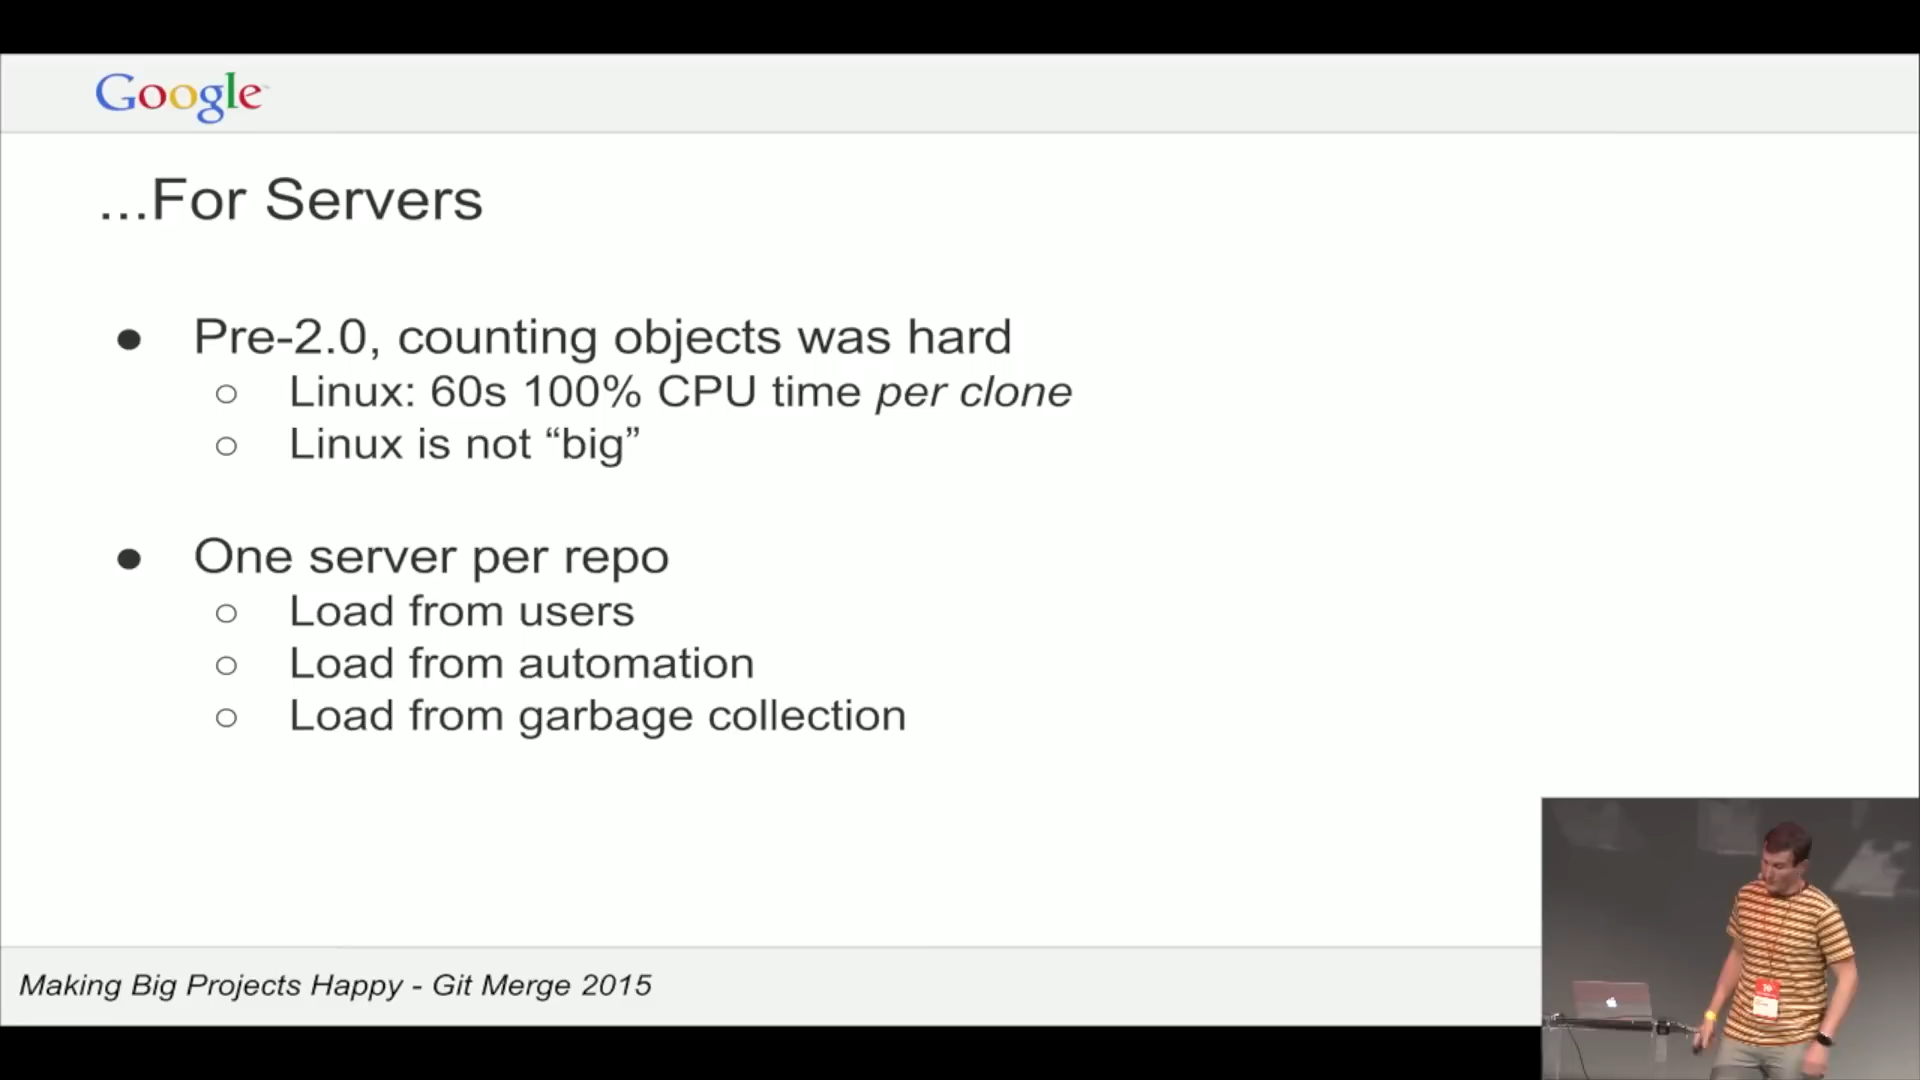 Google
...For Servers
● Pre-2.0, counting objects was hard
○ Linux: 60s 100% CPU time per clone
○ Linux is not “big”
● One server per repo
○ Load from users
○ Load from automation
○ Load from garbage collection
Making Big Projects Happy - Git Merge 2015